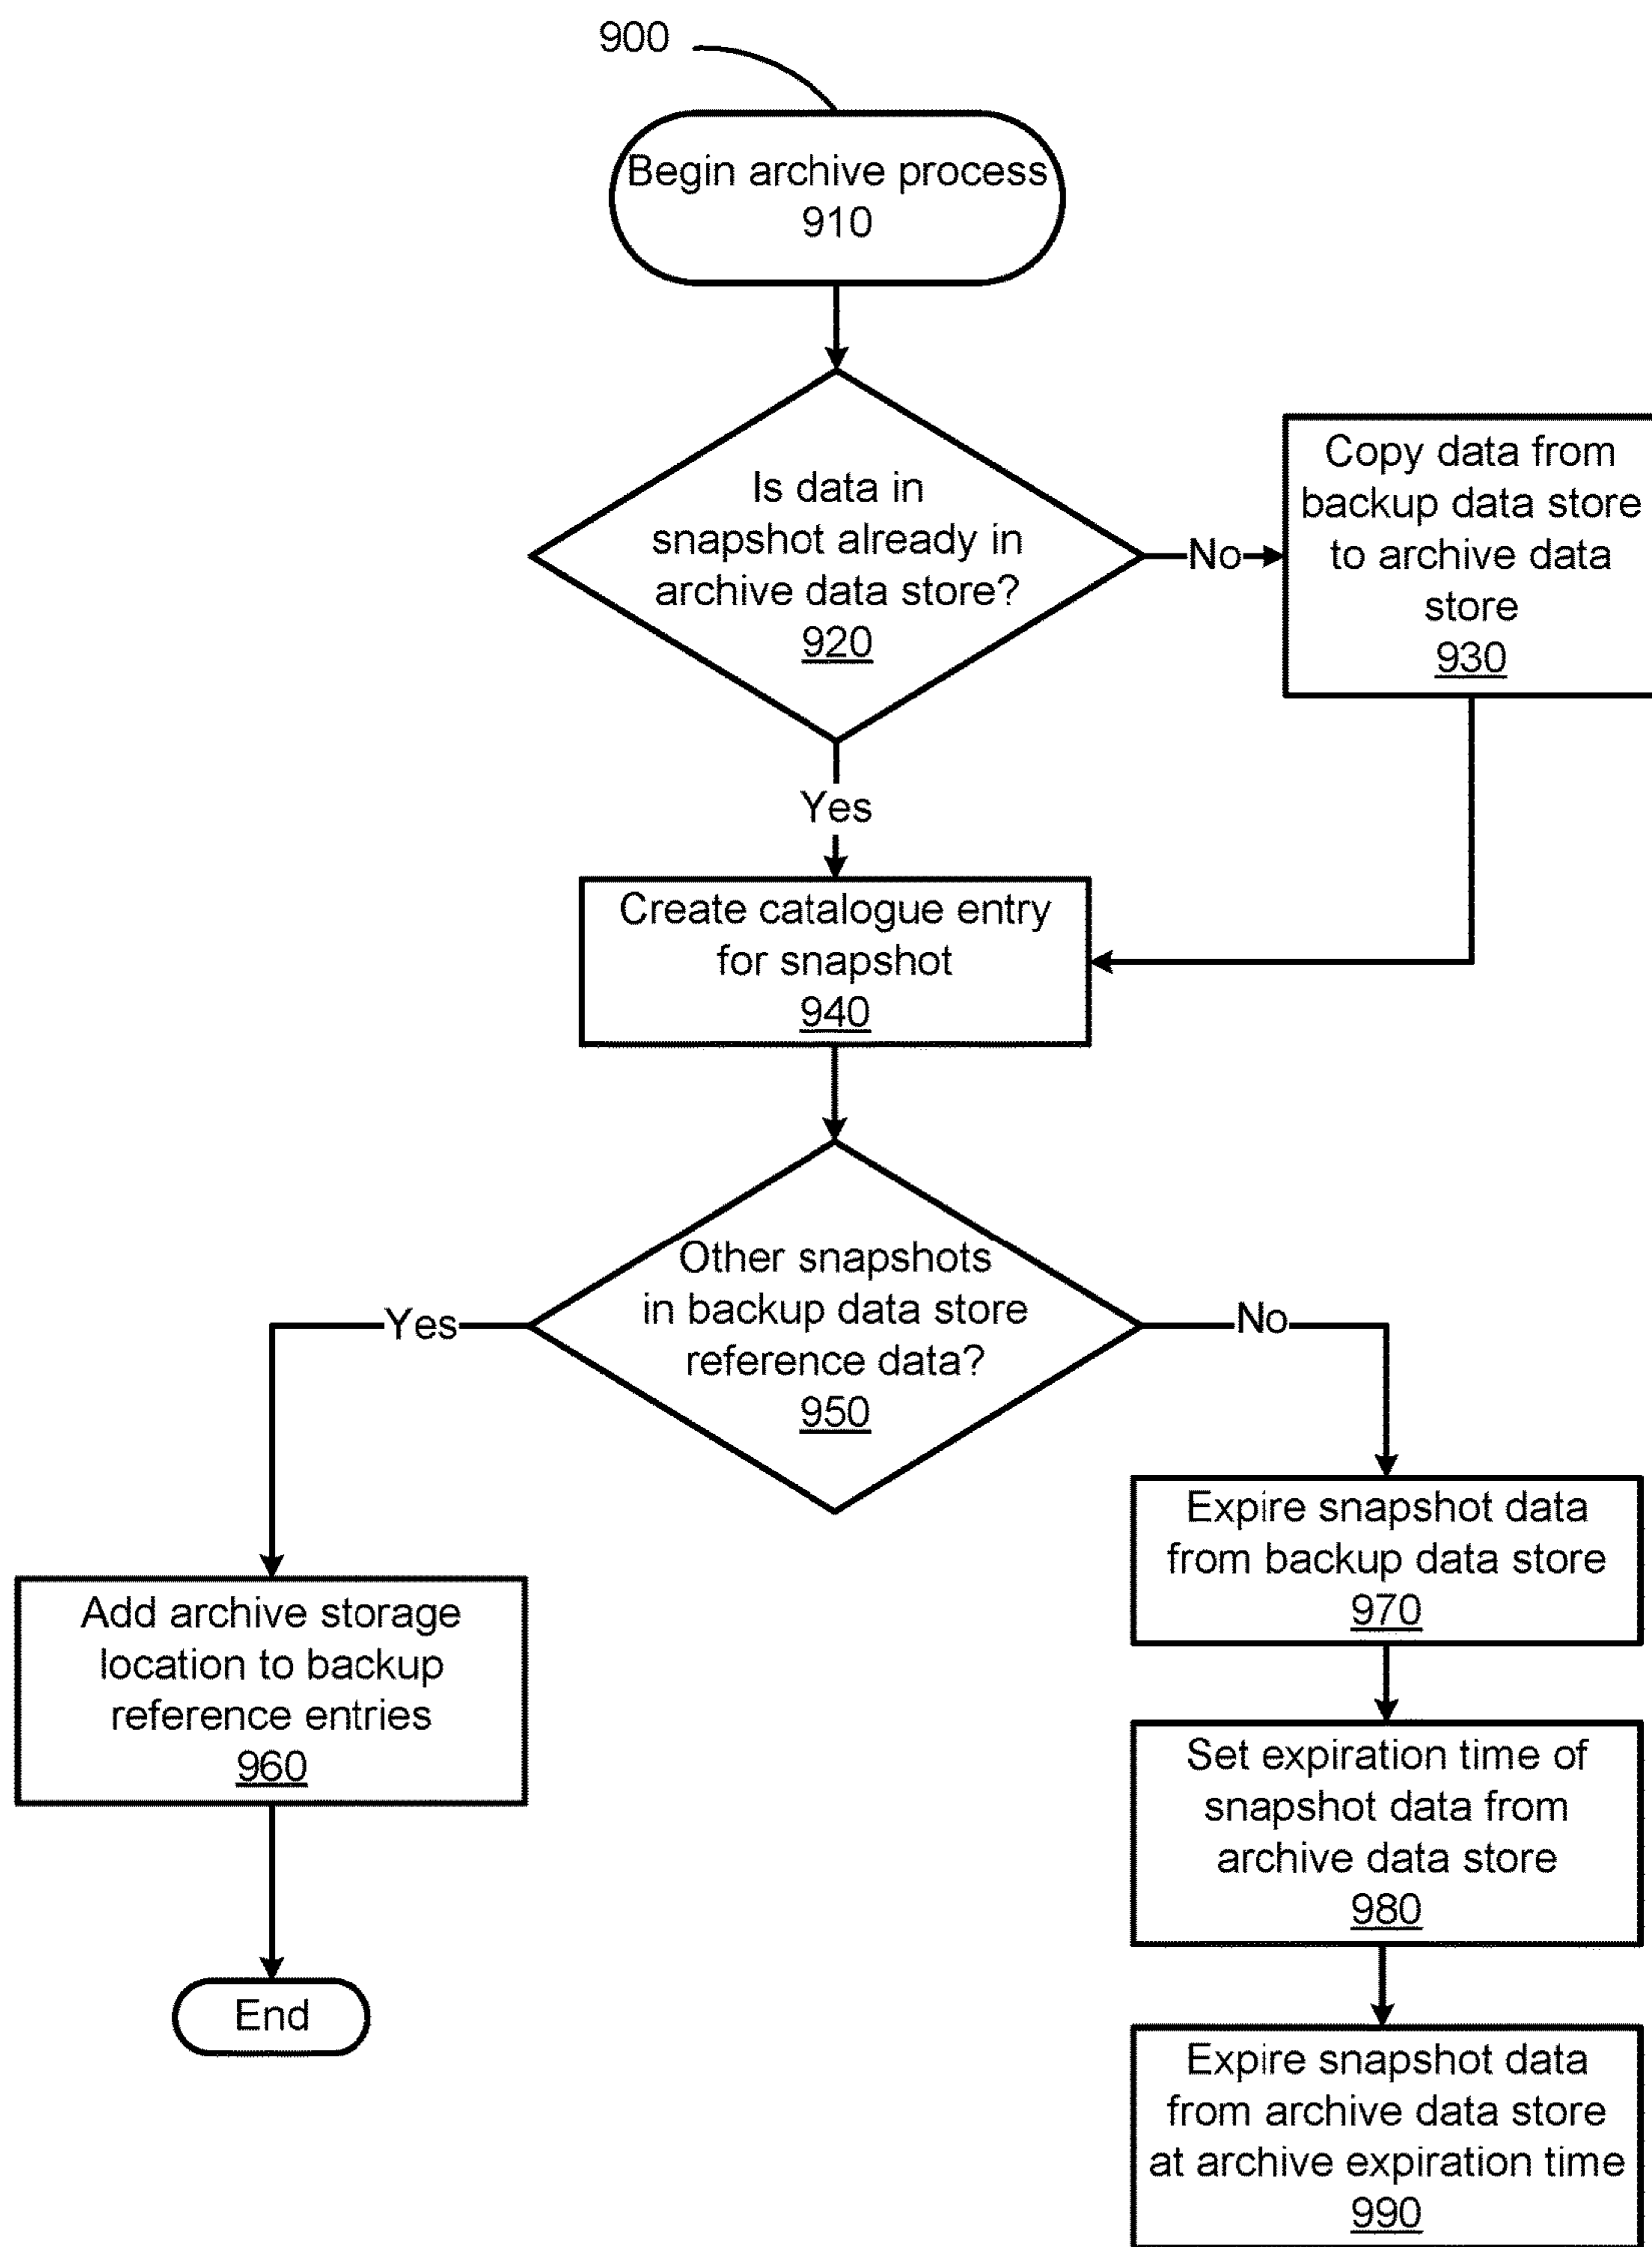 900
Begin archive process
910
Is data in
snapshot already in
archive data store?
920
No
Copy data from
backup data store
to archive data
store
930
Yes
Create catalogue entry
for snapshot
940
Other snapshots
in backup data store
reference data?
950
Yes
No
Add archive storage
location to backup
reference entries
960
End
Expire snapshot data
from backup data store
970
Set expiration time of
snapshot data from
archive data store
980
Expire snapshot data
from archive data store
at archive expiration time
990